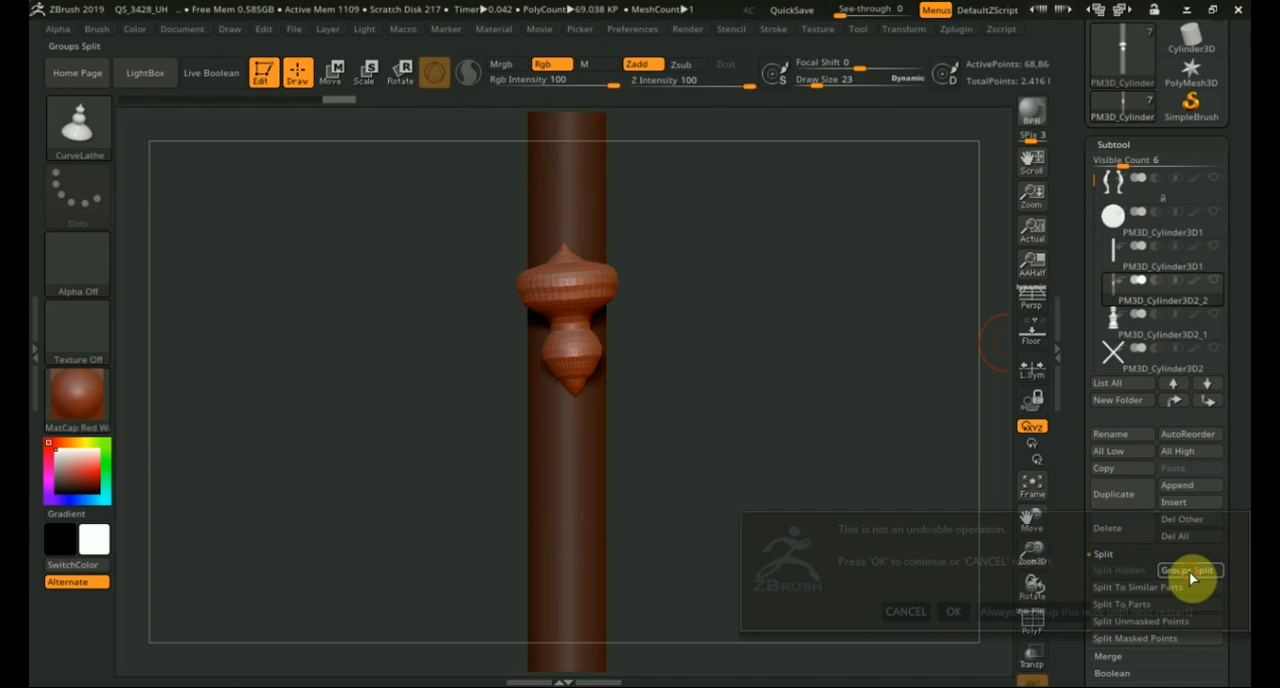 ZBrush 2019 QS_3428_UH .. • Free Mem 0.585GB • Active Mem 1109 • Scratch Disk 217 • Timer▶0.042 • PolyCount▶69.038 KP • MeshCount▶1 AC QuickSave See-through 0 Menus DefaultZScript
Alpha Brush Color Document Draw Edit File Layer Light Macro Marker Material Movie Picker Preferences Render Stencil Stroke Texture Tool Transform Zplugin Zscript
Groups Split
Home Page LightBox Live Boolean Edit Draw Move Scale Rotate
Mrgb Rgb M Zadd Zsub Zcut
Rgb Intensity 100 Z Intensity 100
Focal Shift 0
Draw Size 23 Dynamic
ActivePoints: 68,86
TotalPoints: 2.416 I
CurveLathe
Dots
Alpha Off
Texture Off
MatCap Red W
Gradient
SwitchColor
Alternate
BPR
SPix 3
Scroll
Zoom
Actual
AAHalf
Dynamic
Persp
Floor
L.Sym
XYZ
Frame
Move
Zoom3D
Rotate
PolyF
Transp
7
PM3D_Cylinder
Cylinder3D
PolyMesh3D
7
PM3D_Cylinder
SimpleBrush
S
D
Subtool
Visible Count 6
й
PM3D_Cylinder3D1
PM3D_Cylinder3D1
PM3D_Cylinder3D2_2
PM3D_Cylinder3D2_1
PM3D_Cylinder3D2
List All
New Folder
Rename AutoReorder
All Low All High
Copy Paste
Duplicate Append
Insert
Delete Del Other
Del All
Split
Split Hidden Groups Split
Split To Similar Parts
Split To Parts
Split Unmasked Points
Split Masked Points
Merge
Boolean
This is not an undoable operation.
Press 'OK' to continue or 'CANCEL' to
ZBRUSH
CANCEL OK